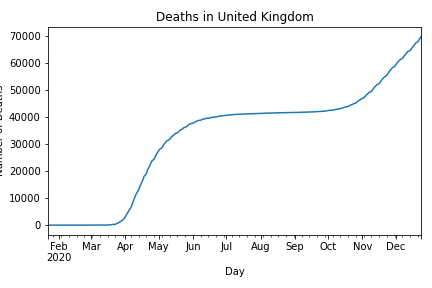 Deaths in United Kingdom
Number of Deaths
70000
60000
50000
40000
30000
20000
10000
0
Feb Mar Apr May Jun Jul Aug Sep Oct Nov Dec
2020
Day